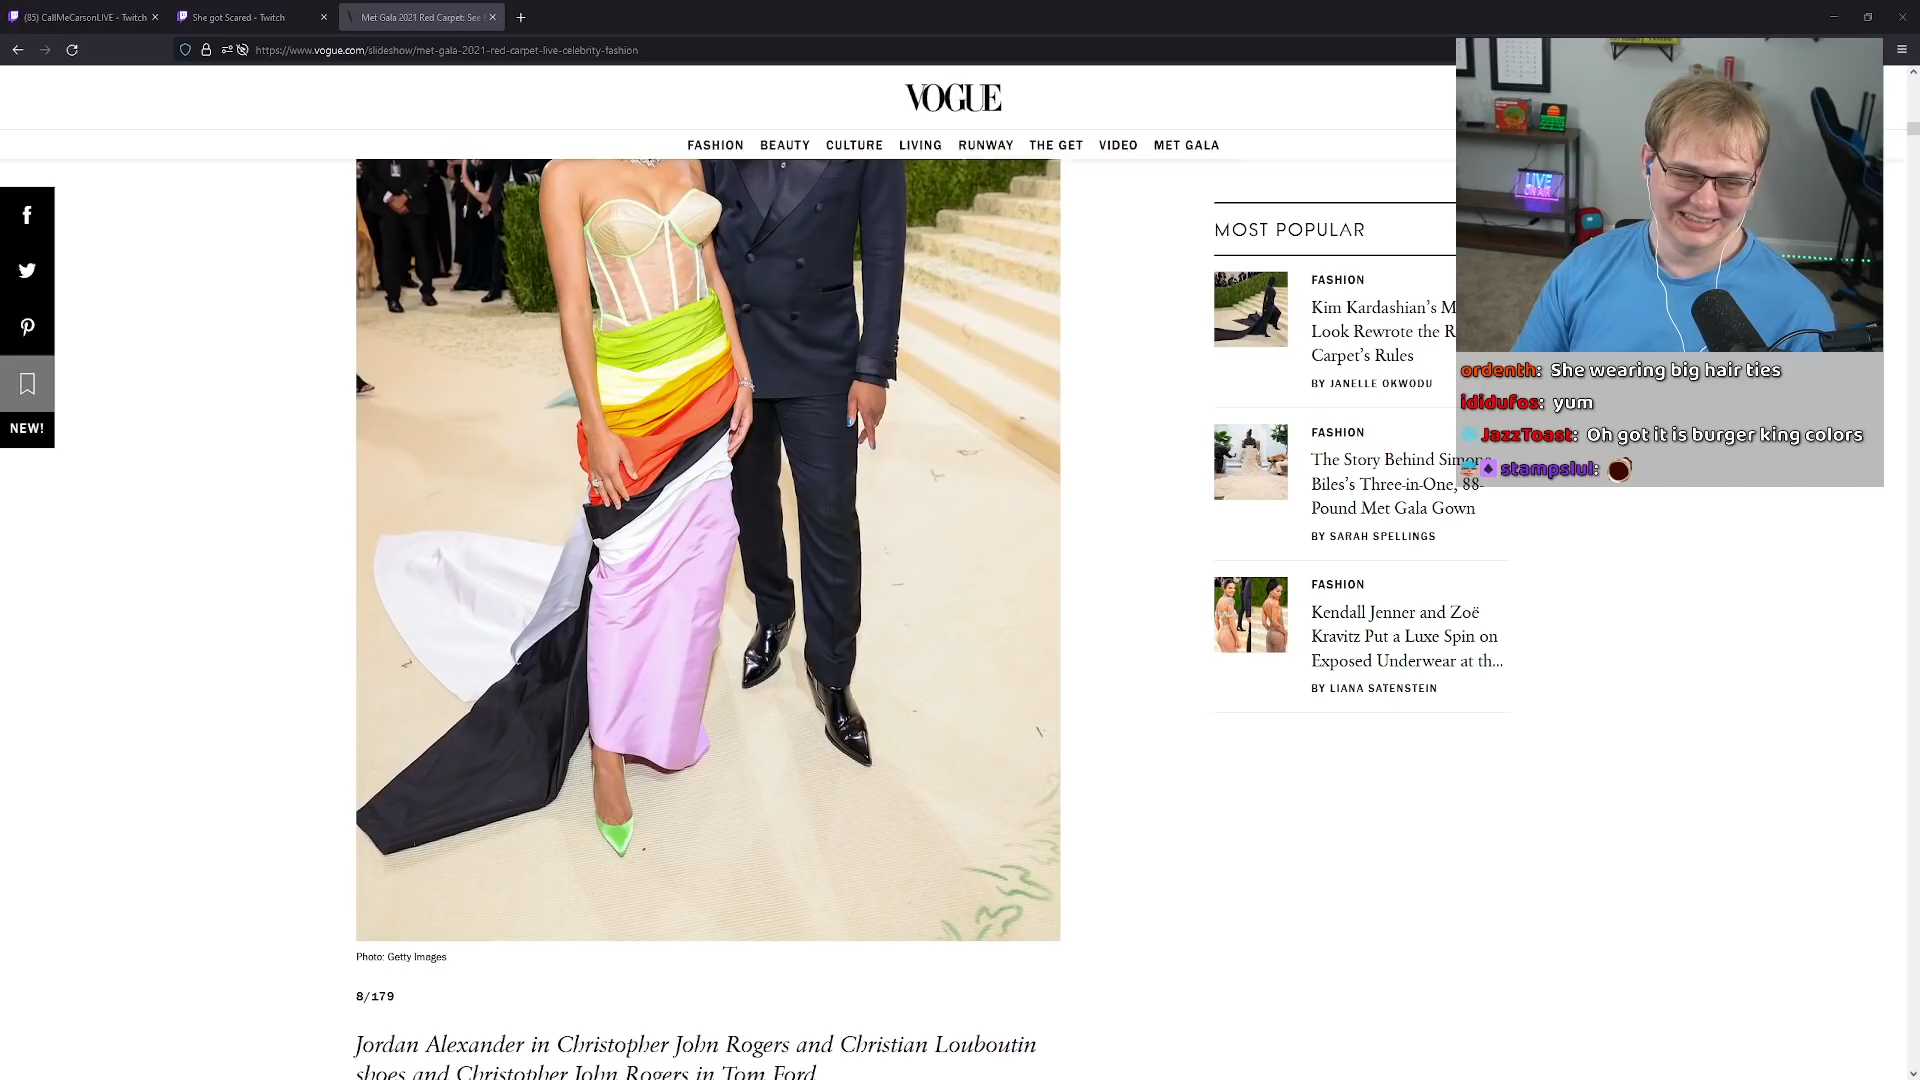 (85) CallMeCarsonLIVE - Twitch
She got Scared - Twitch
Met Gala 2021 Red Carpet: See
https://www.vogue.com/slideshow/met-gala-2021-red-carpet-live-celebrity-fashion
VOGUE
FASHION BEAUTY CULTURE LIVING RUNWAY THE GET VIDEO MET GALA
NEW!
MOST POPULAR
FASHION
Kim Kardashian’s M
Look Rewrote the R
Carpet’s Rules
BY JANELLE OKWODU
FASHION
The Story Behind Simone
Biles’s Three-in-One, 88-
Pound Met Gala Gown
BY SARAH SPELLINGS
FASHION
Kendall Jenner and Zoë
Kravitz Put a Luxe Spin on
Exposed Underwear at th...
BY LIANA SATENSTEIN
LIVE
ON AIR
ordenth: She wearing big hair ties
ididufos: yum
JazzToast: Oh got it is burger king colors
stampslul:
Photo: Getty Images
8/179
Jordan Alexander in Christopher John Rogers and Christian Louboutin
shoes and Christopher John Rogers in Tom Ford